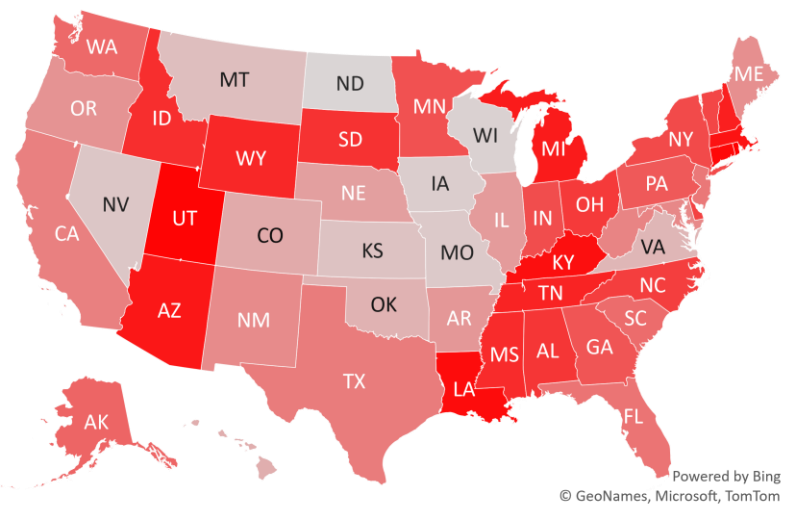 WA
MT
ND
MN
ME
OR
ID
SD
WI
MI
NY
WY
IA
PA
NV
UT
NE
IL
IN
OH
CA
CO
KS
MO
VA
KY
AZ
NM
OK
AR
TN
NC
SC
TX
MS
AL
GA
LA
AK
FL
Powered by Bing
© GeoNames, Microsoft, TomTom